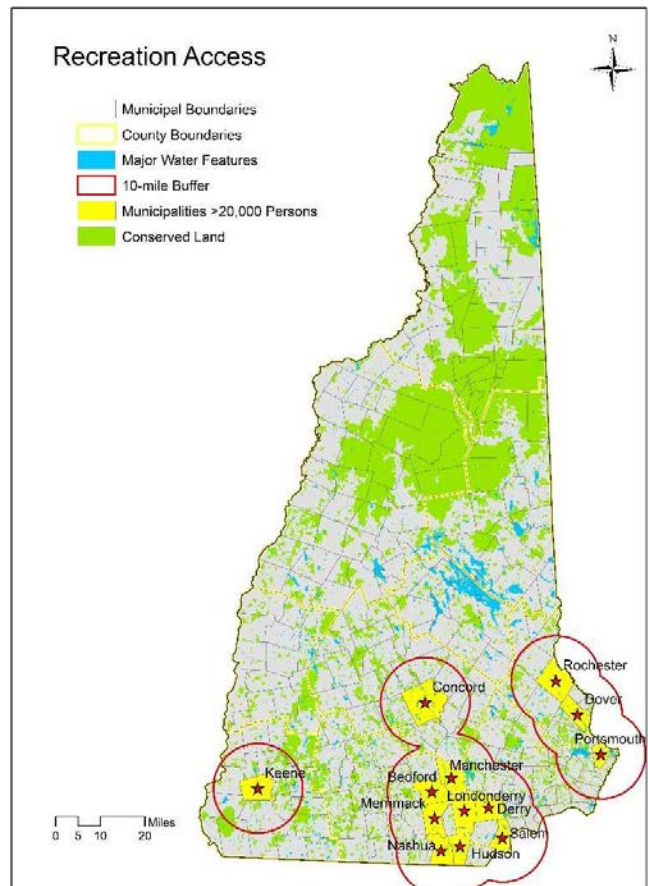 Recreation Access
N
Municipal Boundaries
County Boundaries
Major Water Features
10-mile Buffer
Municipalities >20,000 Persons
Conserved Land
Rochester
Concord
Dover
Portsmouth
Keene
Manchester
Bedford
Londonderry
Merrimack
Derry
Salem
Nashua
Hudson
Miles
0 5 10 20